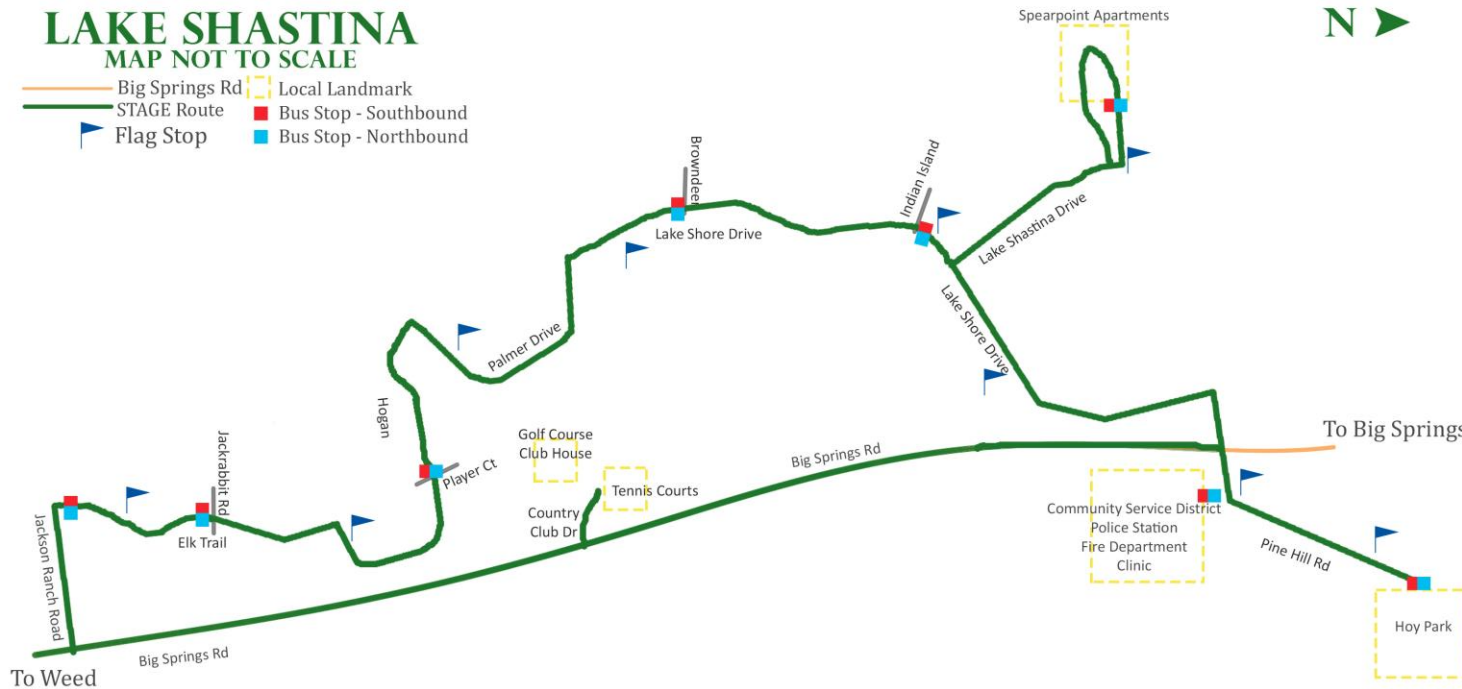 LAKE SHASTINA
MAP NOT TO SCALE
Big Springs Rd
Local Landmark
STAGE Route
Bus Stop - Southbound
Flag Stop
Bus Stop - Northbound
Spearpoint Apartments
N
Browndeer
Indian Island
Lake Shore Drive
Lake Shastina Drive
Lake Shore Drive
Palmer Drive
Hogan
Player Ct
Jackrabbit Rd
Elk Trail
Jackson Ranch Road
Golf Course
Club House
Tennis Courts
Country
Club Dr
Big Springs Rd
To Big Springs
Community Service District
Police Station
Fire Department
Clinic
Pine Hill Rd
Hoy Park
Big Springs Rd
To Weed